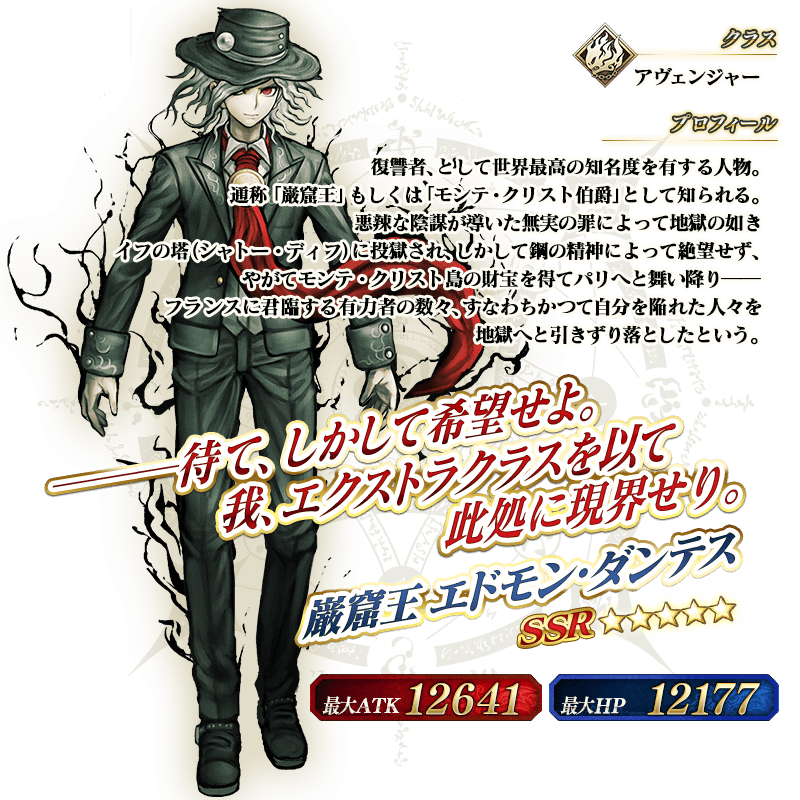 クラス
アヴェンジャー
プロフィール
復讐者、として世界最高の知名度を有する人物。
通称「巌窟王」もしくは「モンテ・クリスト伯爵」として知られる。
悪辣な陰謀が導いた無実の罪によって地獄の如き
イフの塔(シャトー・ディフ)に投獄され、しかして鋼の精神によって絶望せず、
やがてモンテ・クリスト島の財宝を得てパリへと舞い降り――
フランスに君臨する有力者の数々、すなわちかつて自分を陥れた人々を
地獄へと引きずり落としたという。
――待て、しかして希望せよ。
我、エクストラクラスを以て
此処に現界せり。
巌窟王 エドモン・ダンテス
SSR ☆☆☆☆☆
最大ATK 12641
最大HP 12177